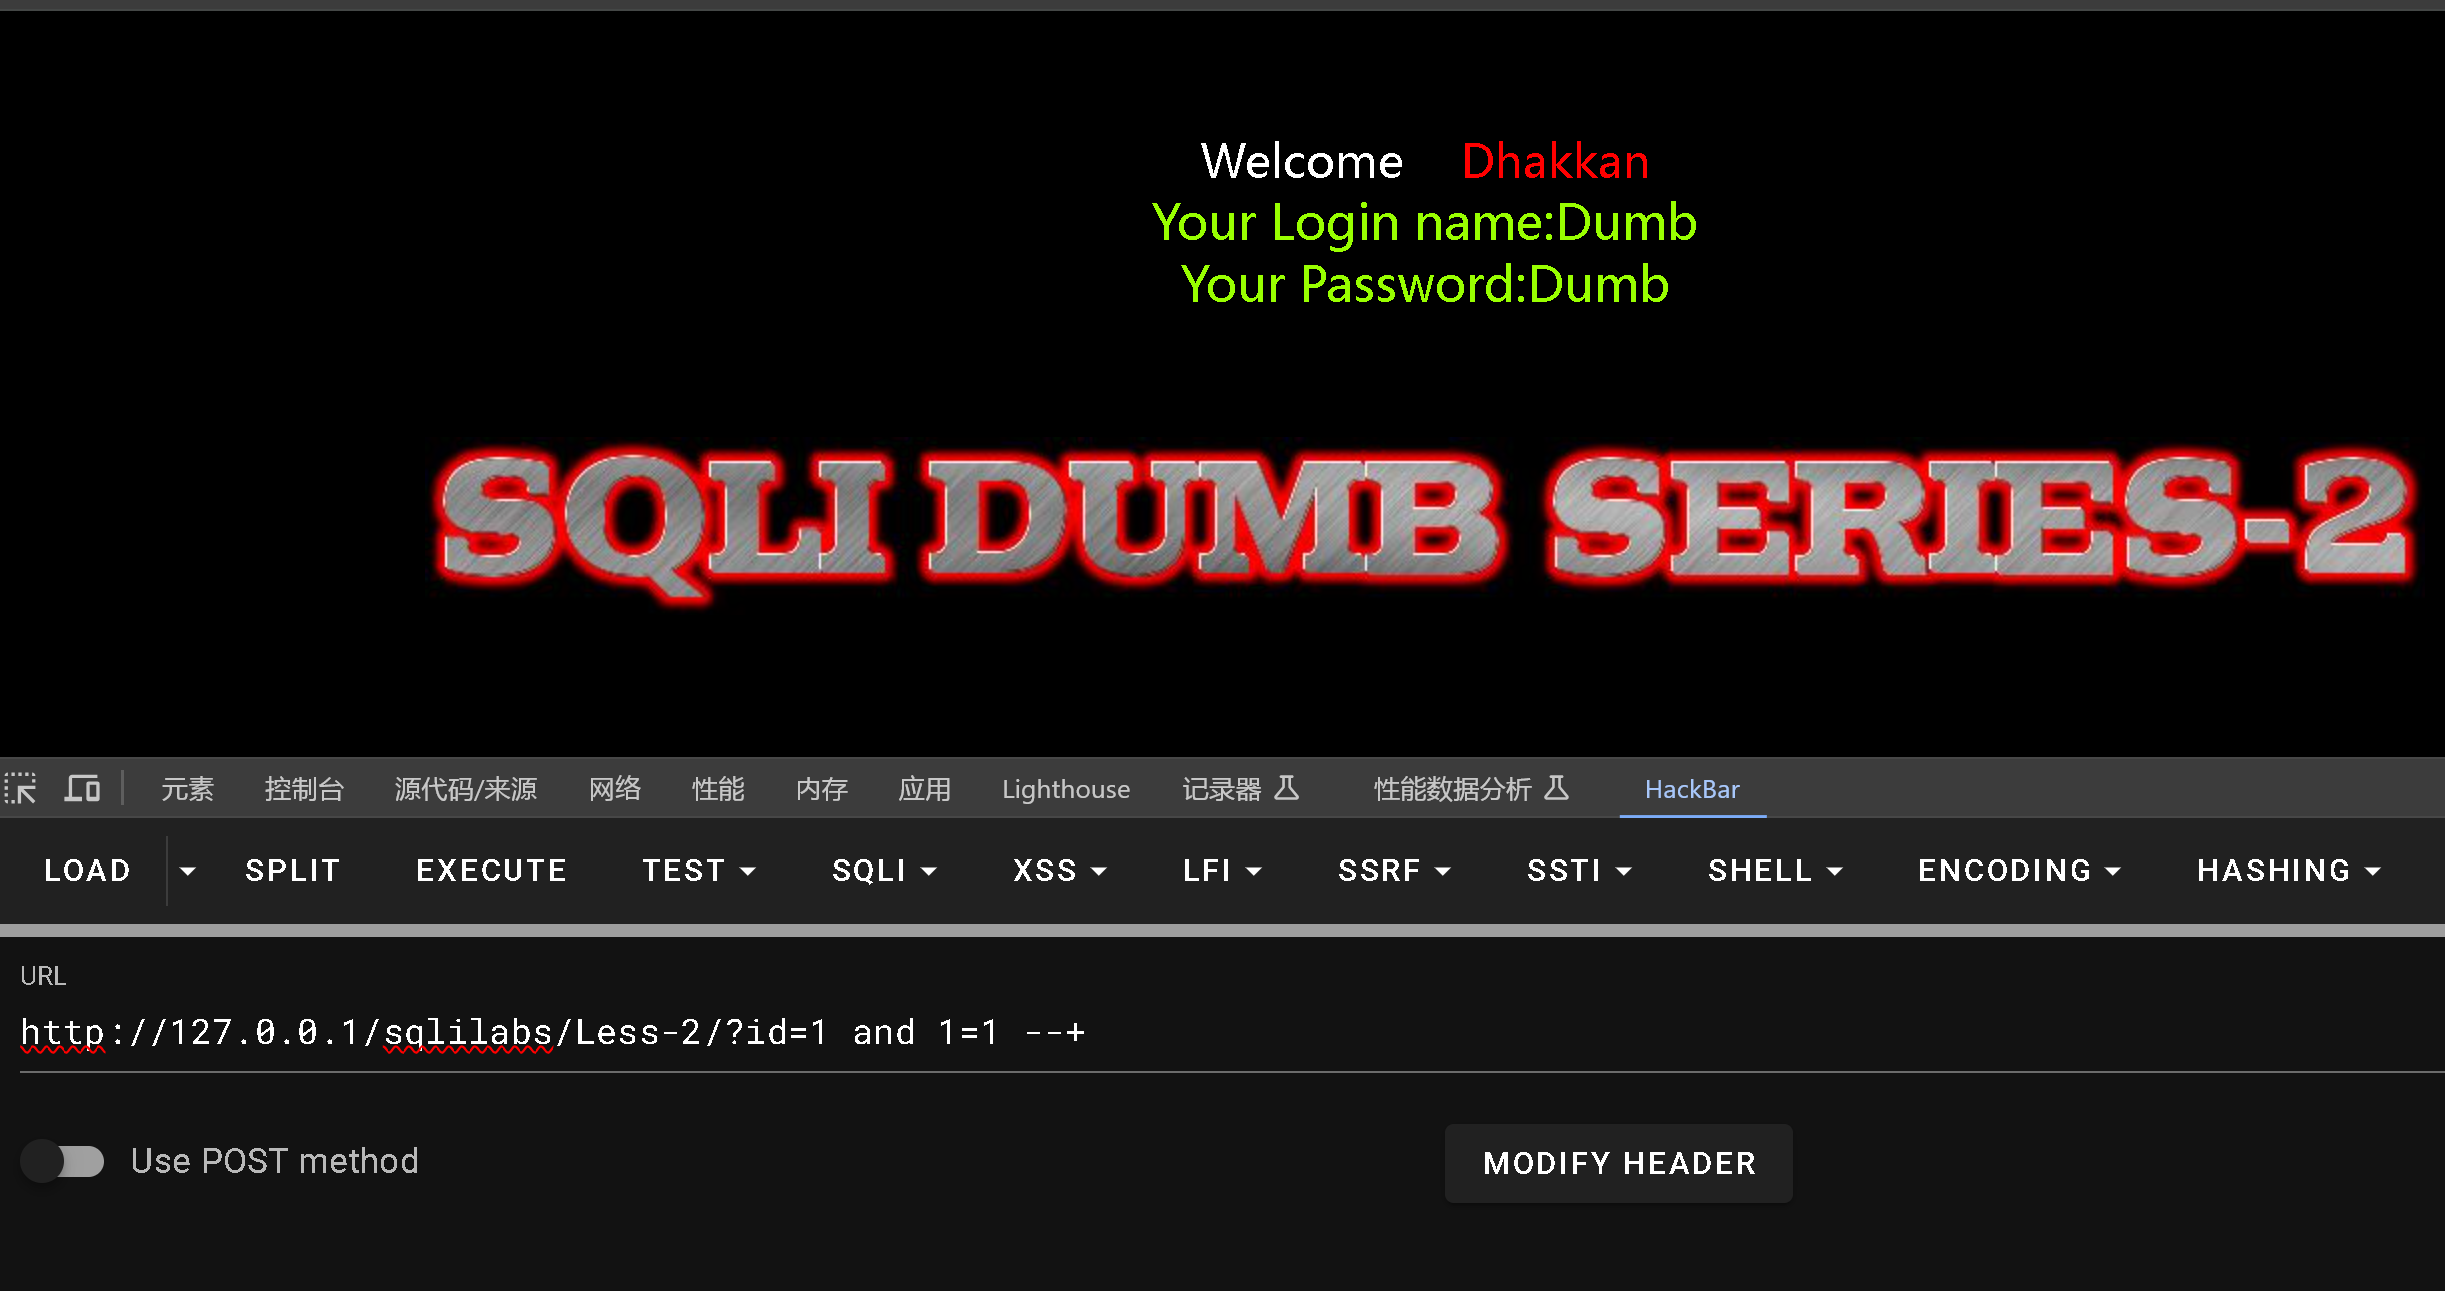 Welcome Dhakkan
Your Login name:Dumb
Your Password:Dumb
SQLI DUMB SERIES-2
元素 控制台 源代码/来源 网络 性能 内存 应用 Lighthouse 记录器 性能数据分析 HackBar
LOAD SPLIT EXECUTE TEST SQLI XSS LFI SSRF SSTI SHELL ENCODING HASHING
URL
http://127.0.0.1/sqlilabs/Less-2/?id=1 and 1=1 --+
Use POST method MODIFY HEADER